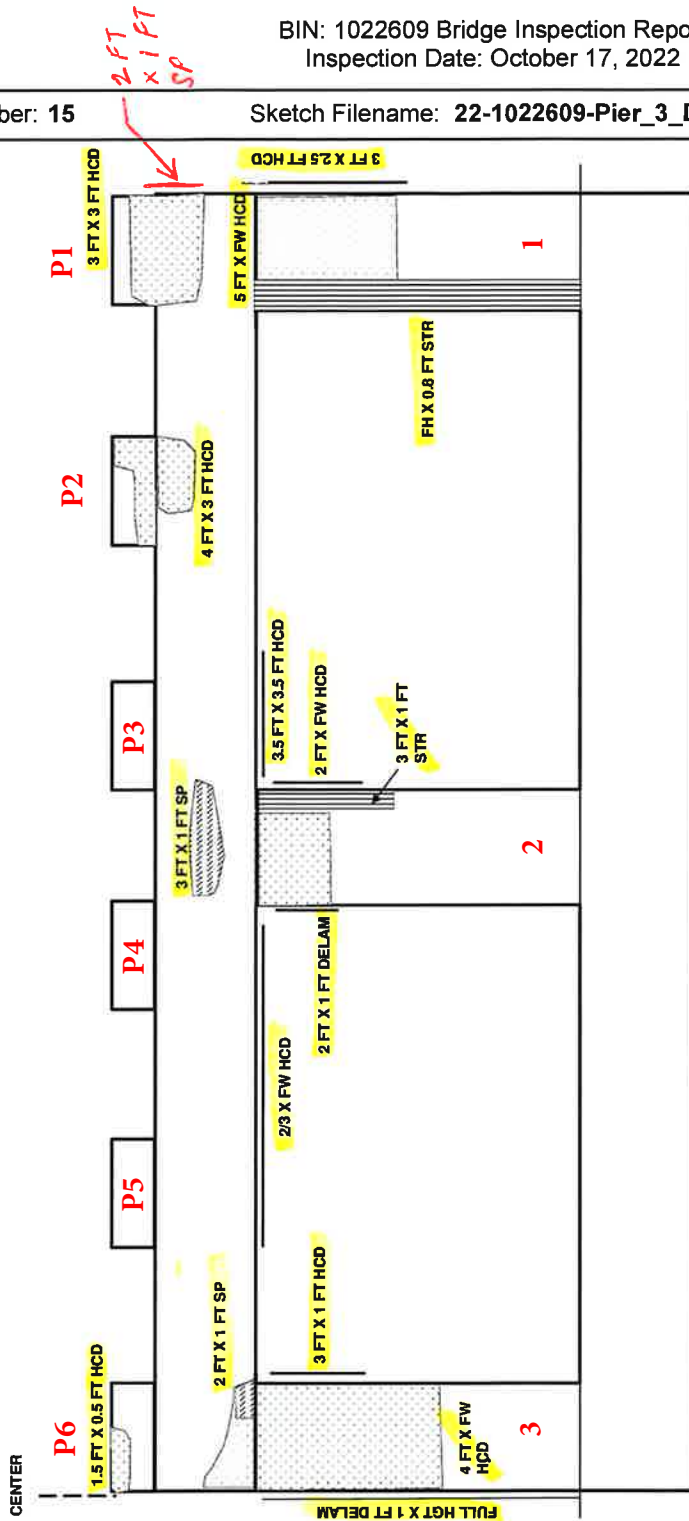 BIN: 1022609 Bridge Inspection Repo
Inspection Date: October 17, 2022
ber: 15
Sketch Filename: 22-1022609-Pier_3_
2 FT
x 1 FT
SP
CENTER
P6
P5
P4
P3
P2
P1
1.5 FT X 0.5 FT HCD
3 FT X 3 FT HCD
2 FT X 1 FT SP
3 FT X 1 FT SP
4 FT X 3 FT HCD
5 FT X FW HCD
3 FT X 2.5 FT HCD
3 FT X 1 FT HCD
2/3 X FW HCD
2 FT X 1 FT DELAM
3.5 FT X 3.5 FT HCD
2 FT X FW HCD
3 FT X 1 FT
STR
FH X 0.8 FT STR
4 FT X FW
HCD
FULL HGT X 1 FT DELAM
3
2
1